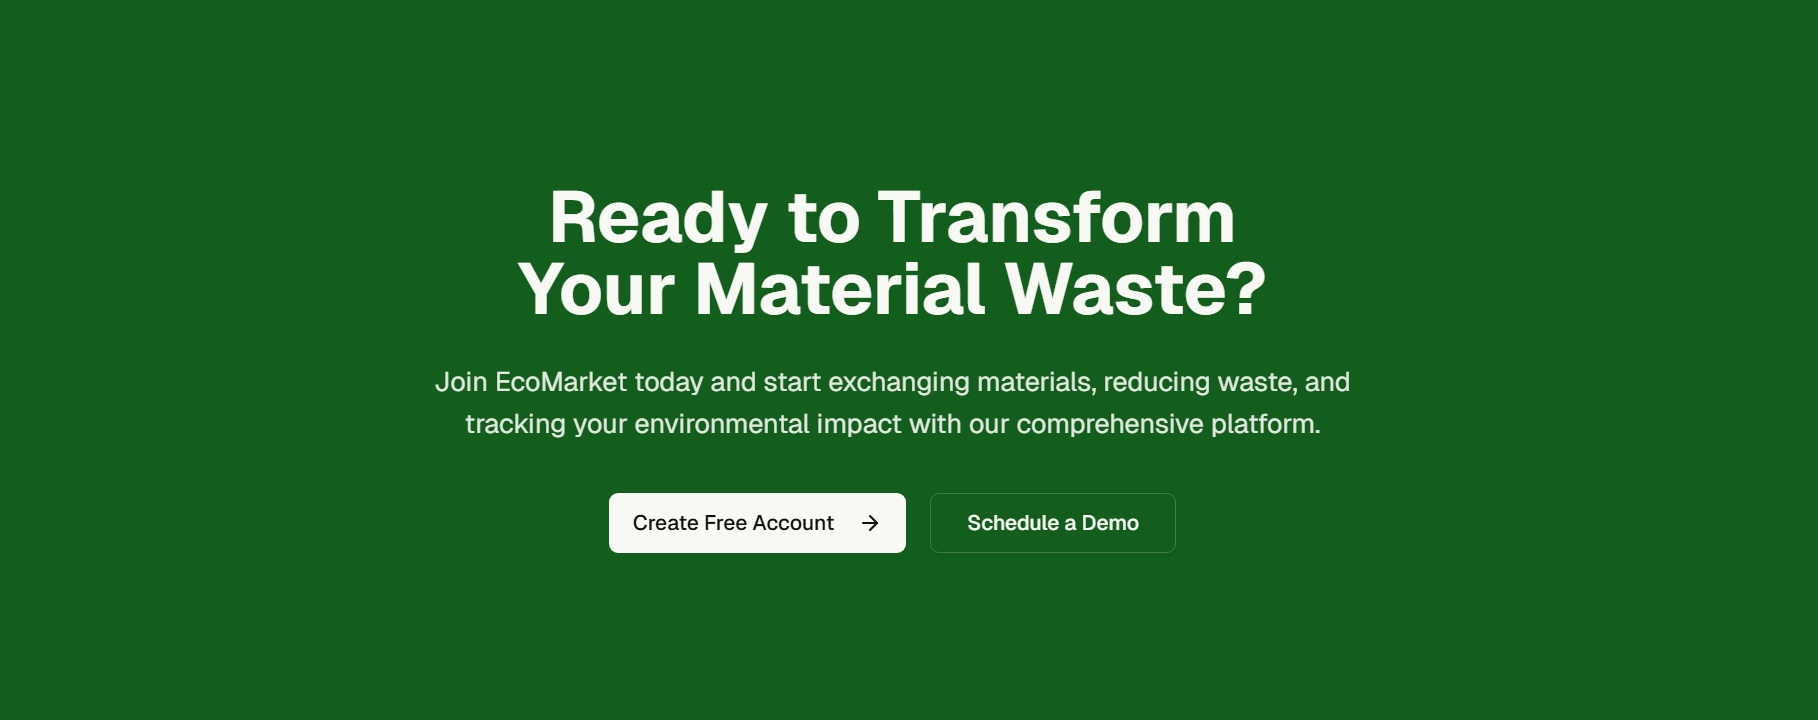 Ready to Transform
Your Material Waste?
Join EcoMarket today and start exchanging materials, reducing waste, and
tracking your environmental impact with our comprehensive platform.
Create Free Account →
Schedule a Demo